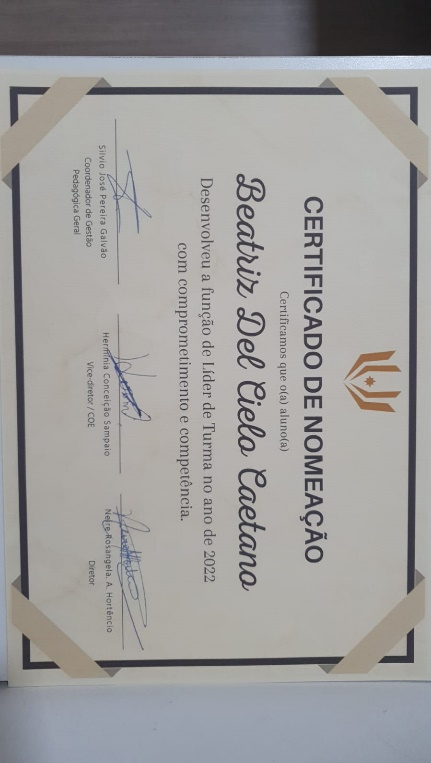 CERTIFICADO DE NOMEAÇÃO
Certificamos que o(a) aluno(a)
Beatriz Del Cielo Caetano
Desenvolveu a função de Líder de Turma no ano de 2022
com comprometimento e competência.
Silvio José Pereira Galvão
Coordenador de Gestão
Pedagógica Geral
Hermínia Conceição Sampaio
Vice-diretor / COE
Rosangela. A. Hortêncio
Diretor